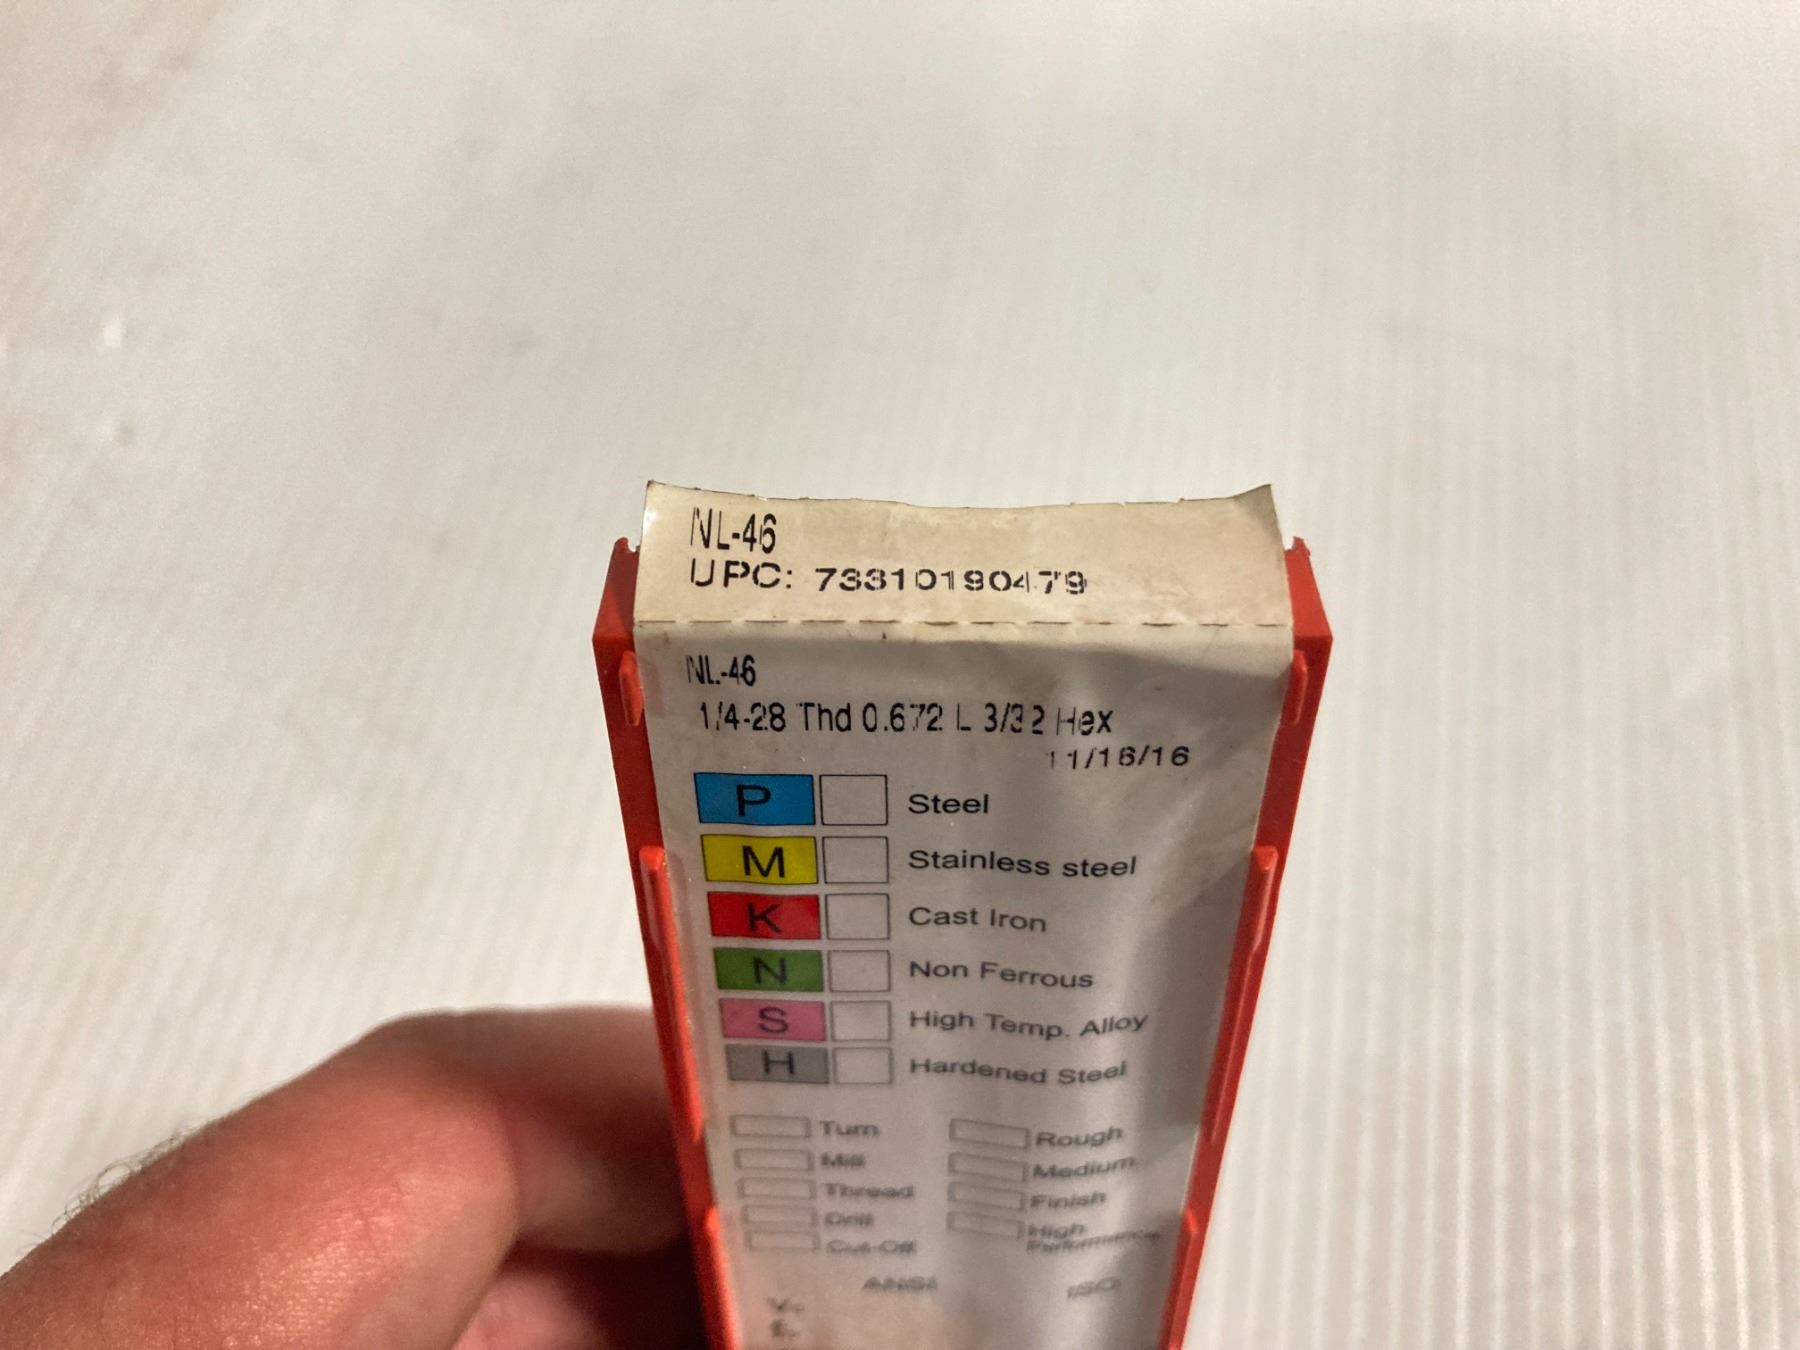 NL-46
UPC: 733101904479
NL-46
1/4-28 Thd 0.672 L 3/32 Hex
11/16/16
P Steel
M Stainless steel
K Cast Iron
N Non Ferrous
S High Temp. Alloy
H Hardened Steel
Turn Rough
Mill Medium
Thread Finish
Drill High
Cut-Off Performance
ANSI ISO